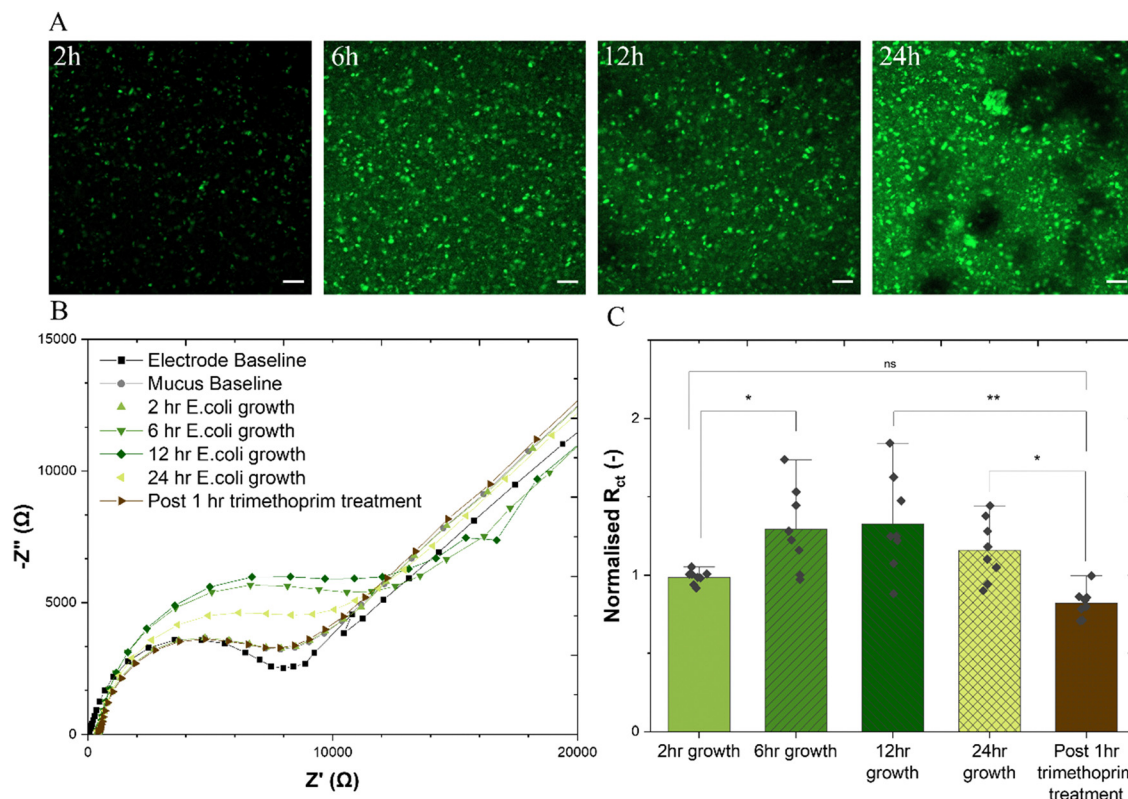 A
2h
6h
12h
24h
B
15000
10000
5000
0
-Z" (Ω)
Electrode Baseline
Mucus Baseline
2 hr E.coli growth
6 hr E.coli growth
12 hr E.coli growth
24 hr E.coli growth
Post 1 hr trimethoprim treatment
0
10000
20000
Z' (Ω)
C
Normalised Rct (-)
2
1
0
ns
*
**
*
2hr growth
6hr growth
12hr
growth
24hr
growth
Post 1hr
trimethoprim
treatment